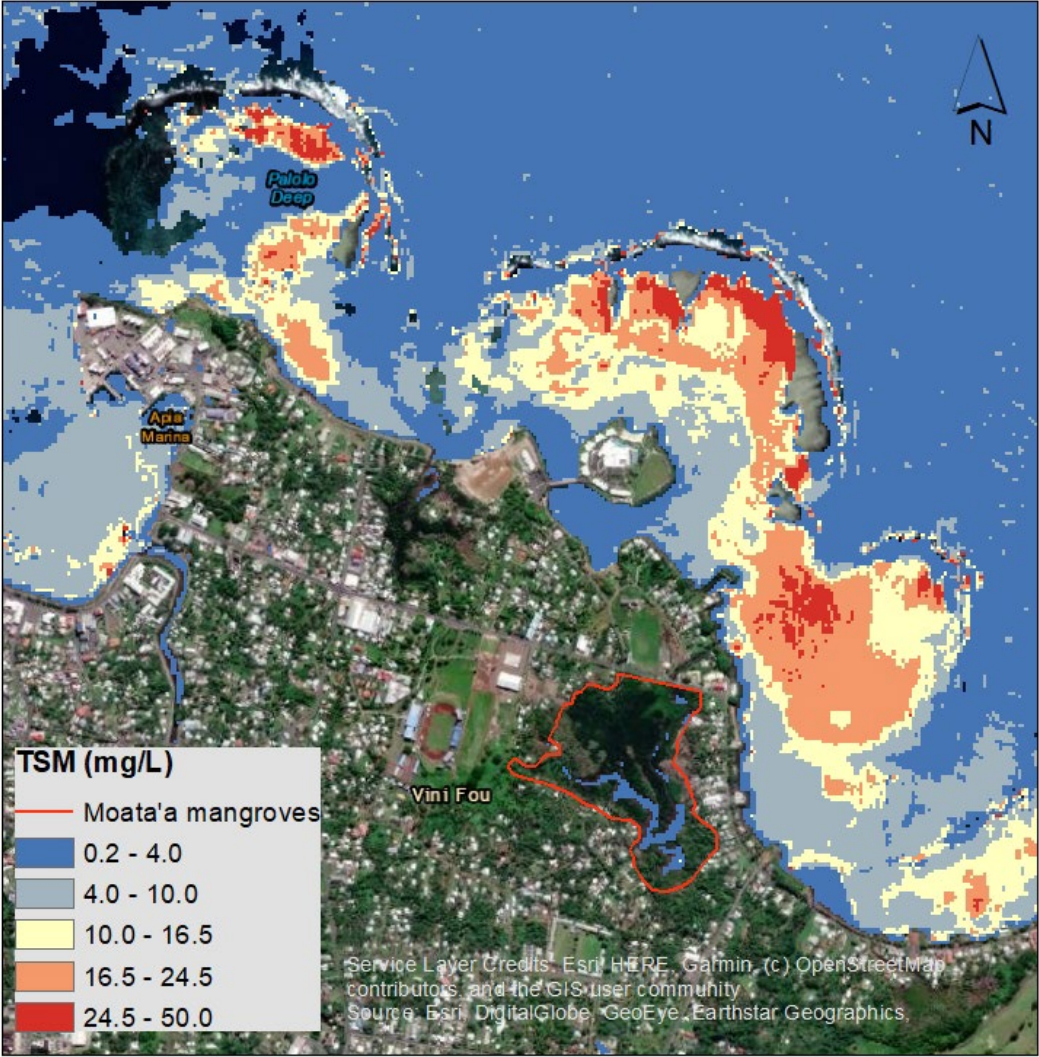 N
Palolo
Deep
Apia
Marina
Vini Fou
TSM (mg/L)
Moata'a mangroves
0.2 - 4.0
4.0 - 10.0
10.0 - 16.5
16.5 - 24.5
24.5 - 50.0
Service Layer Credits: Esri, HERE, Garmin, (c) OpenStreetMap
contributors, and the GIS user community
Source: Esri, DigitalGlobe, GeoEye, Earthstar Geographics,